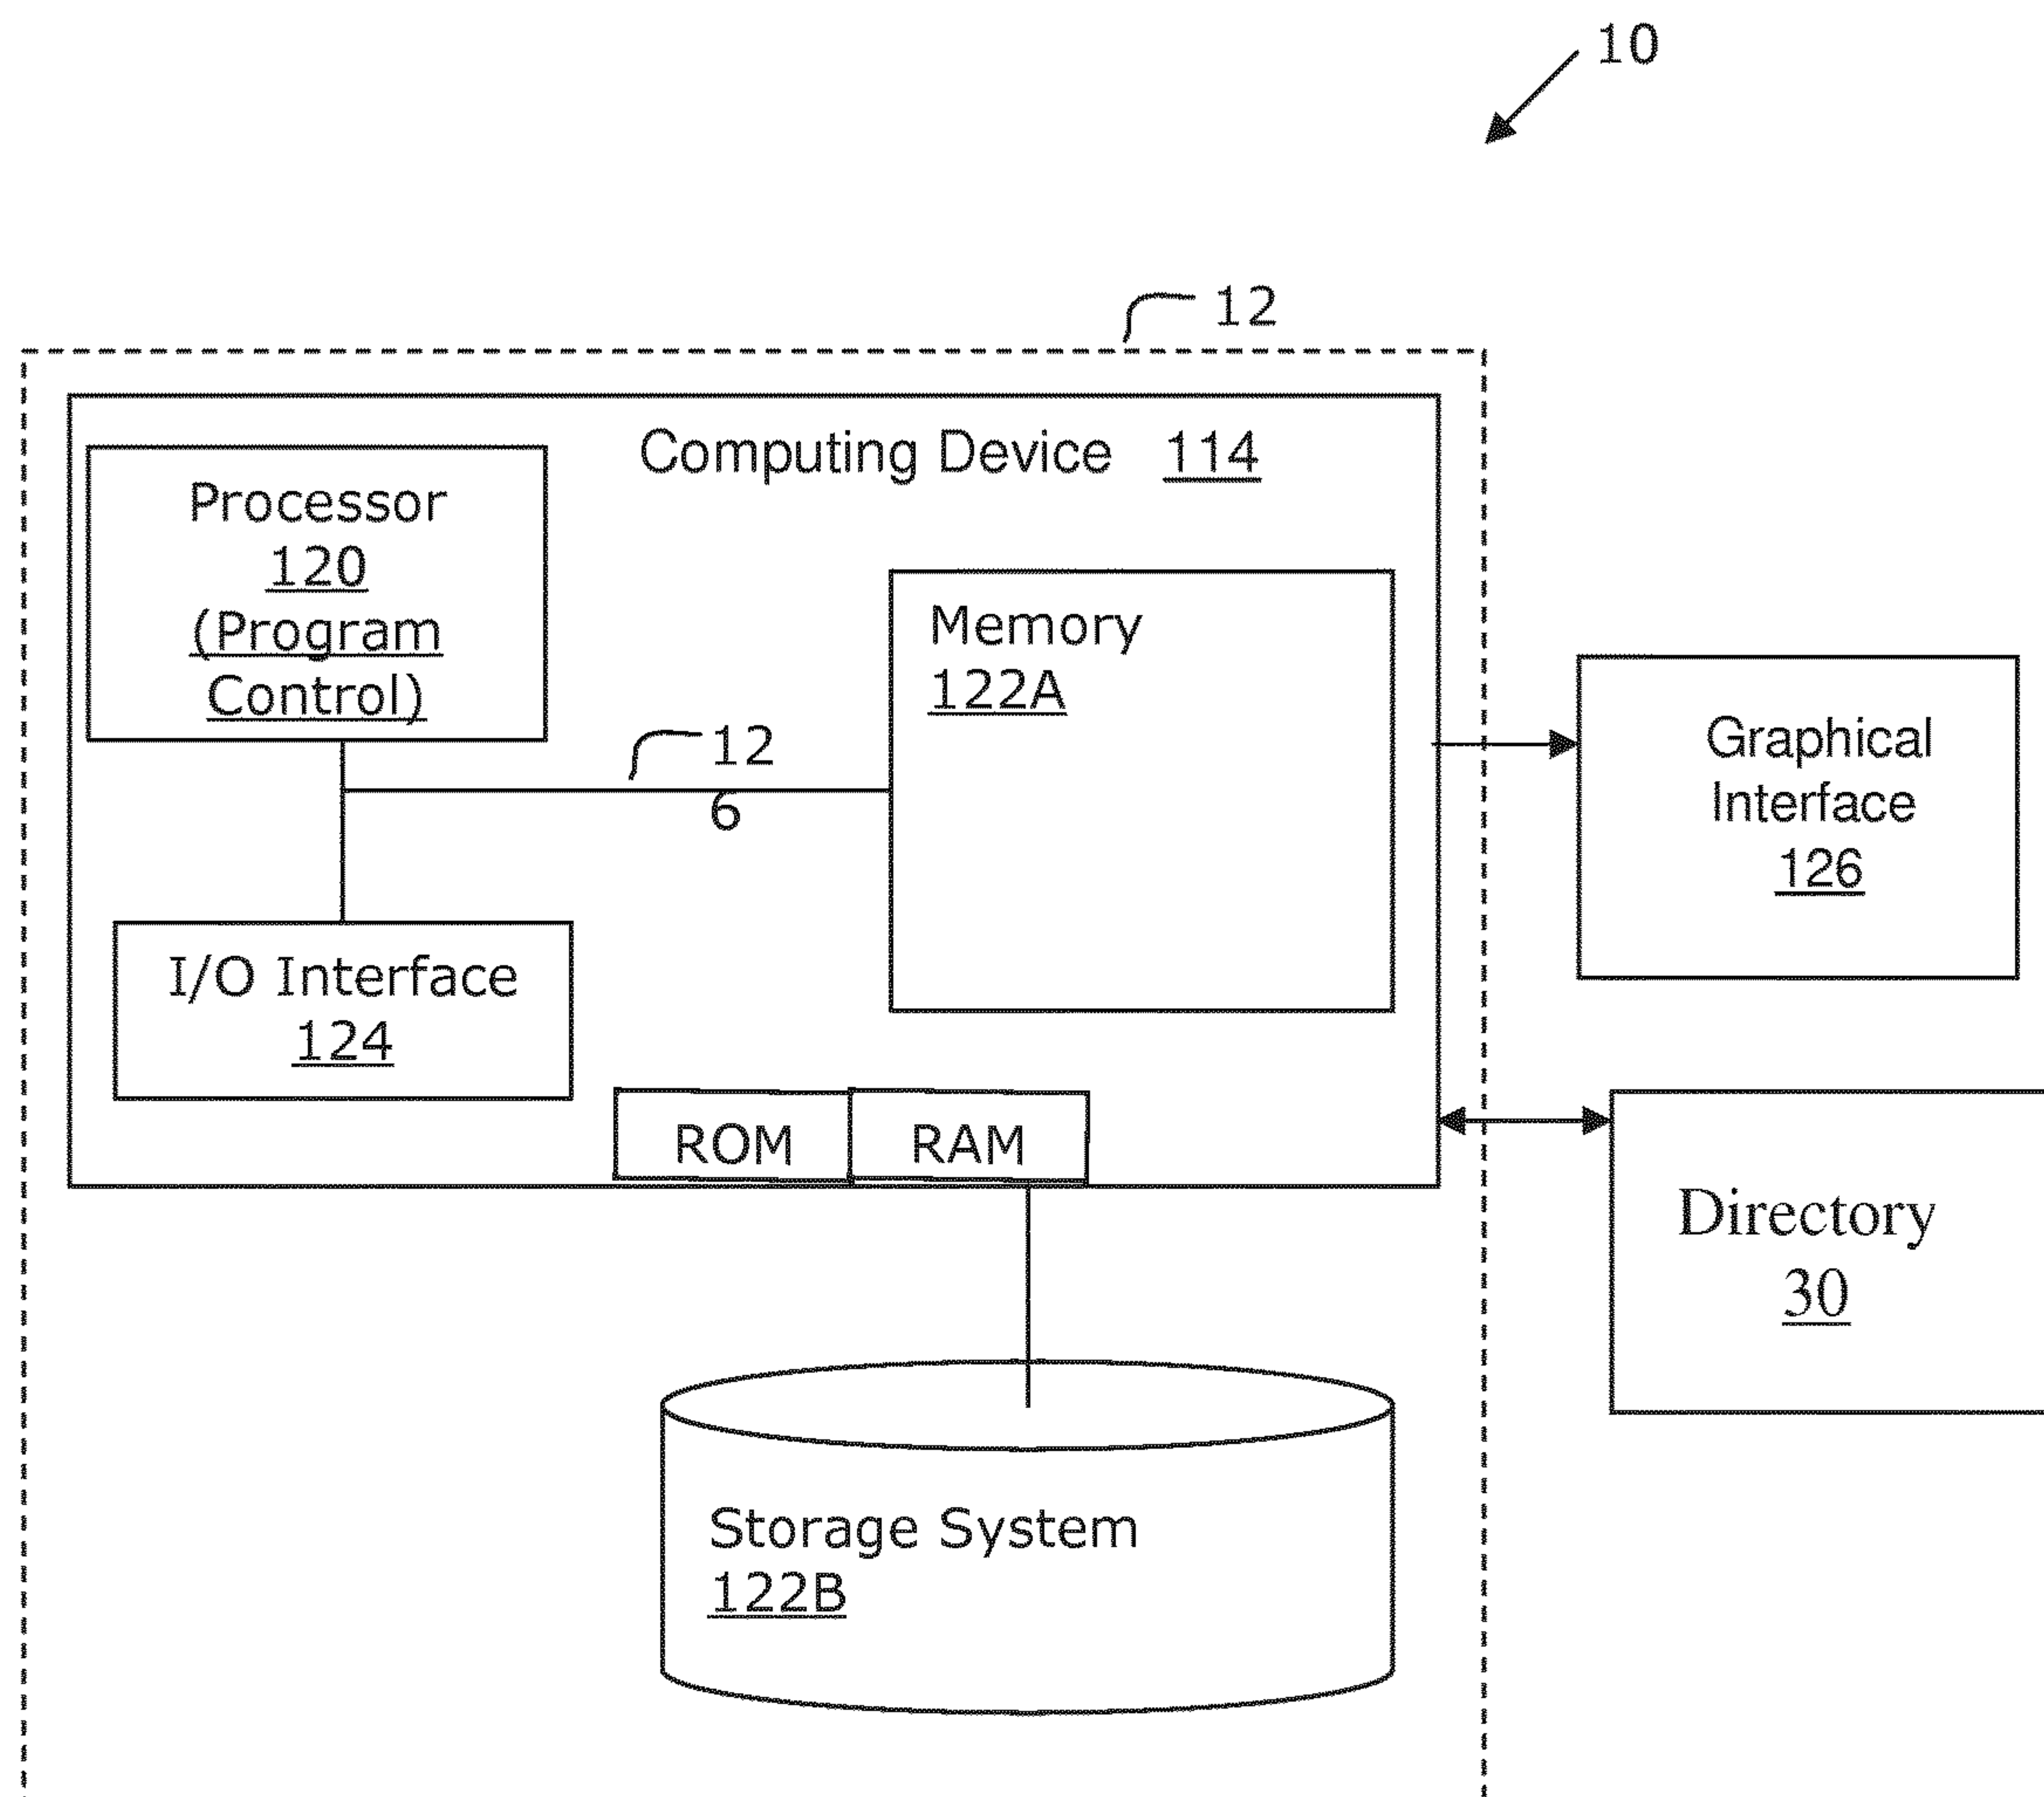 10
12
Computing Device 114
Processor
120
(Program
Control)
Memory
122A
12
6
Graphical
Interface
126
I/O Interface
124
ROM
RAM
Directory
30
Storage System
122B